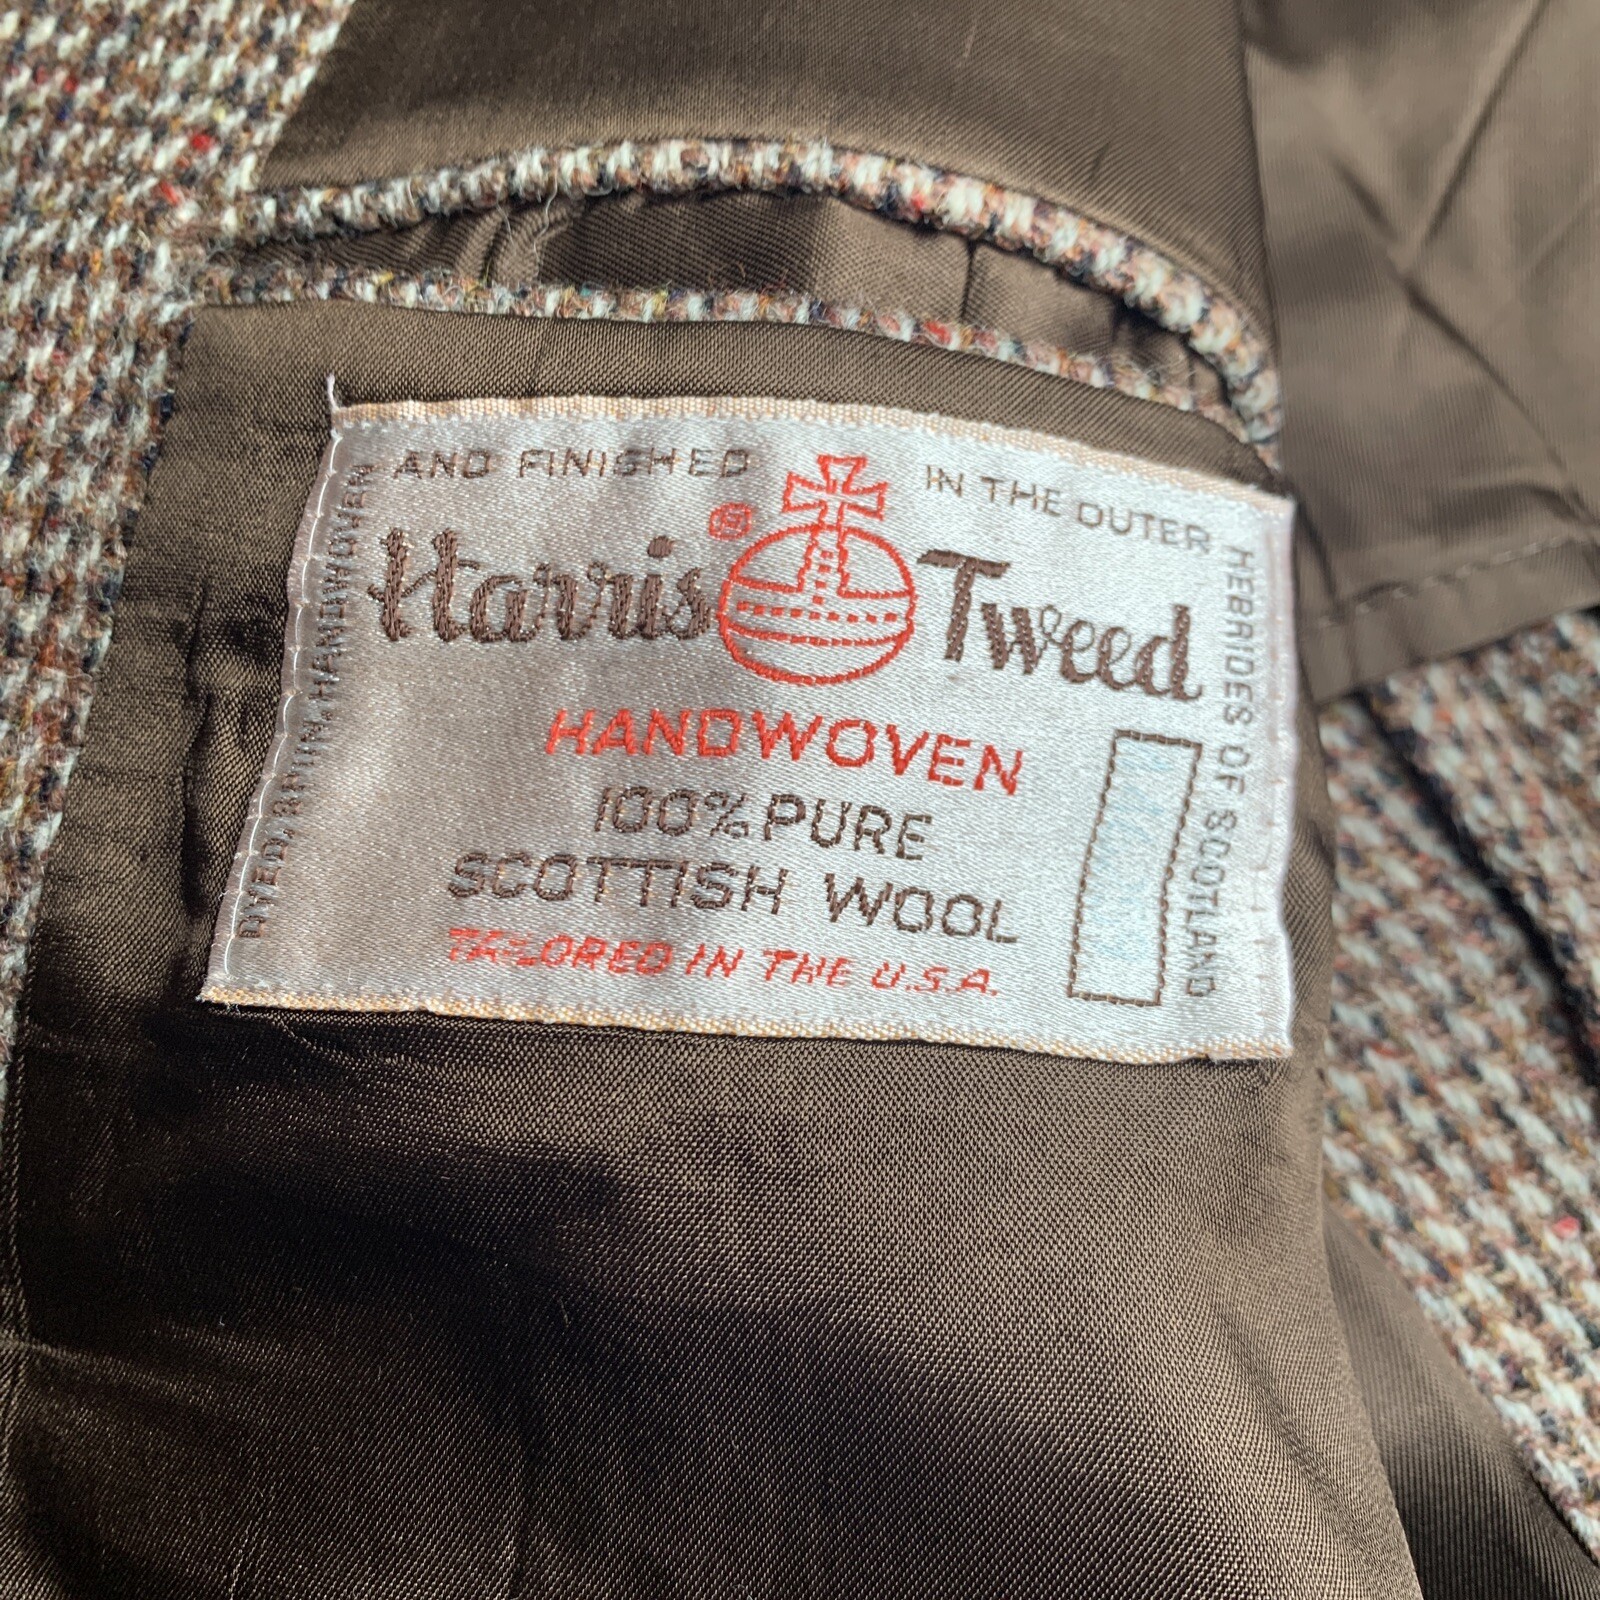 DYED, SPUN, HANDWOVEN AND FINISHED IN THE OUTER HEBRIDES OF SCOTLAND
Harris ® Tweed
HANDWOVEN
100% PURE
SCOTTISH WOOL
TAILORED IN THE U.S.A.